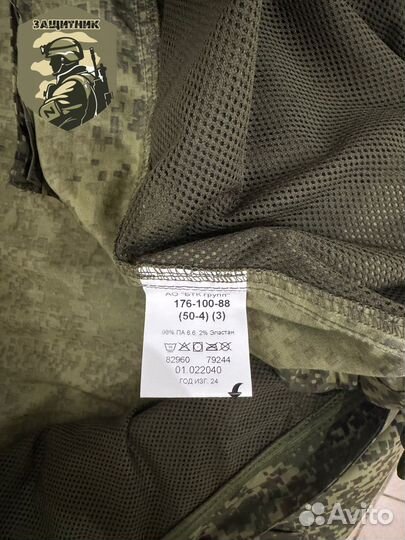 ЗАЩИТНИК
АО "БТК групп"
176-100-88
(50-4) (3)
98% ПА 6.6, 2% Эластан
82960 79244
01.022040
ГОД ИЗГ. 24
Avito